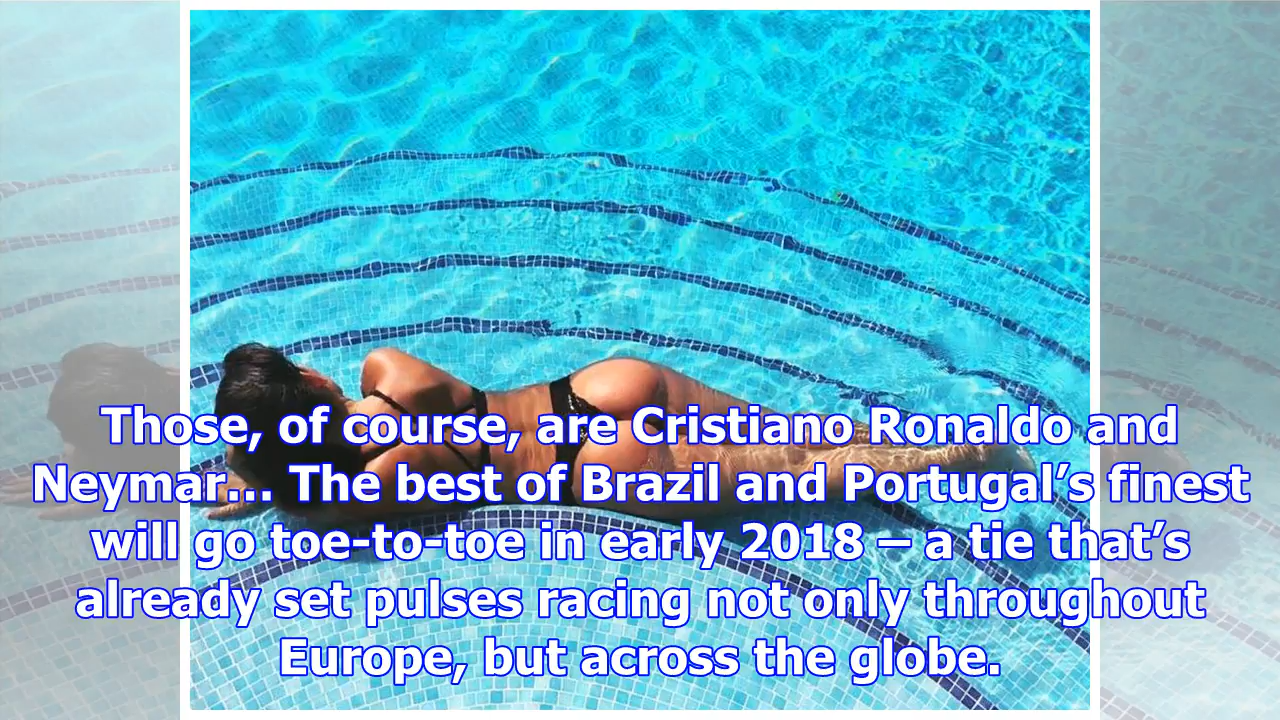 Those, of course, are Cristiano Ronaldo and
Neymar… The best of Brazil and Portugal’s finest
will go toe-to-toe in early 2018 – a tie that’s
already set pulses racing not only throughout
Europe, but across the globe.